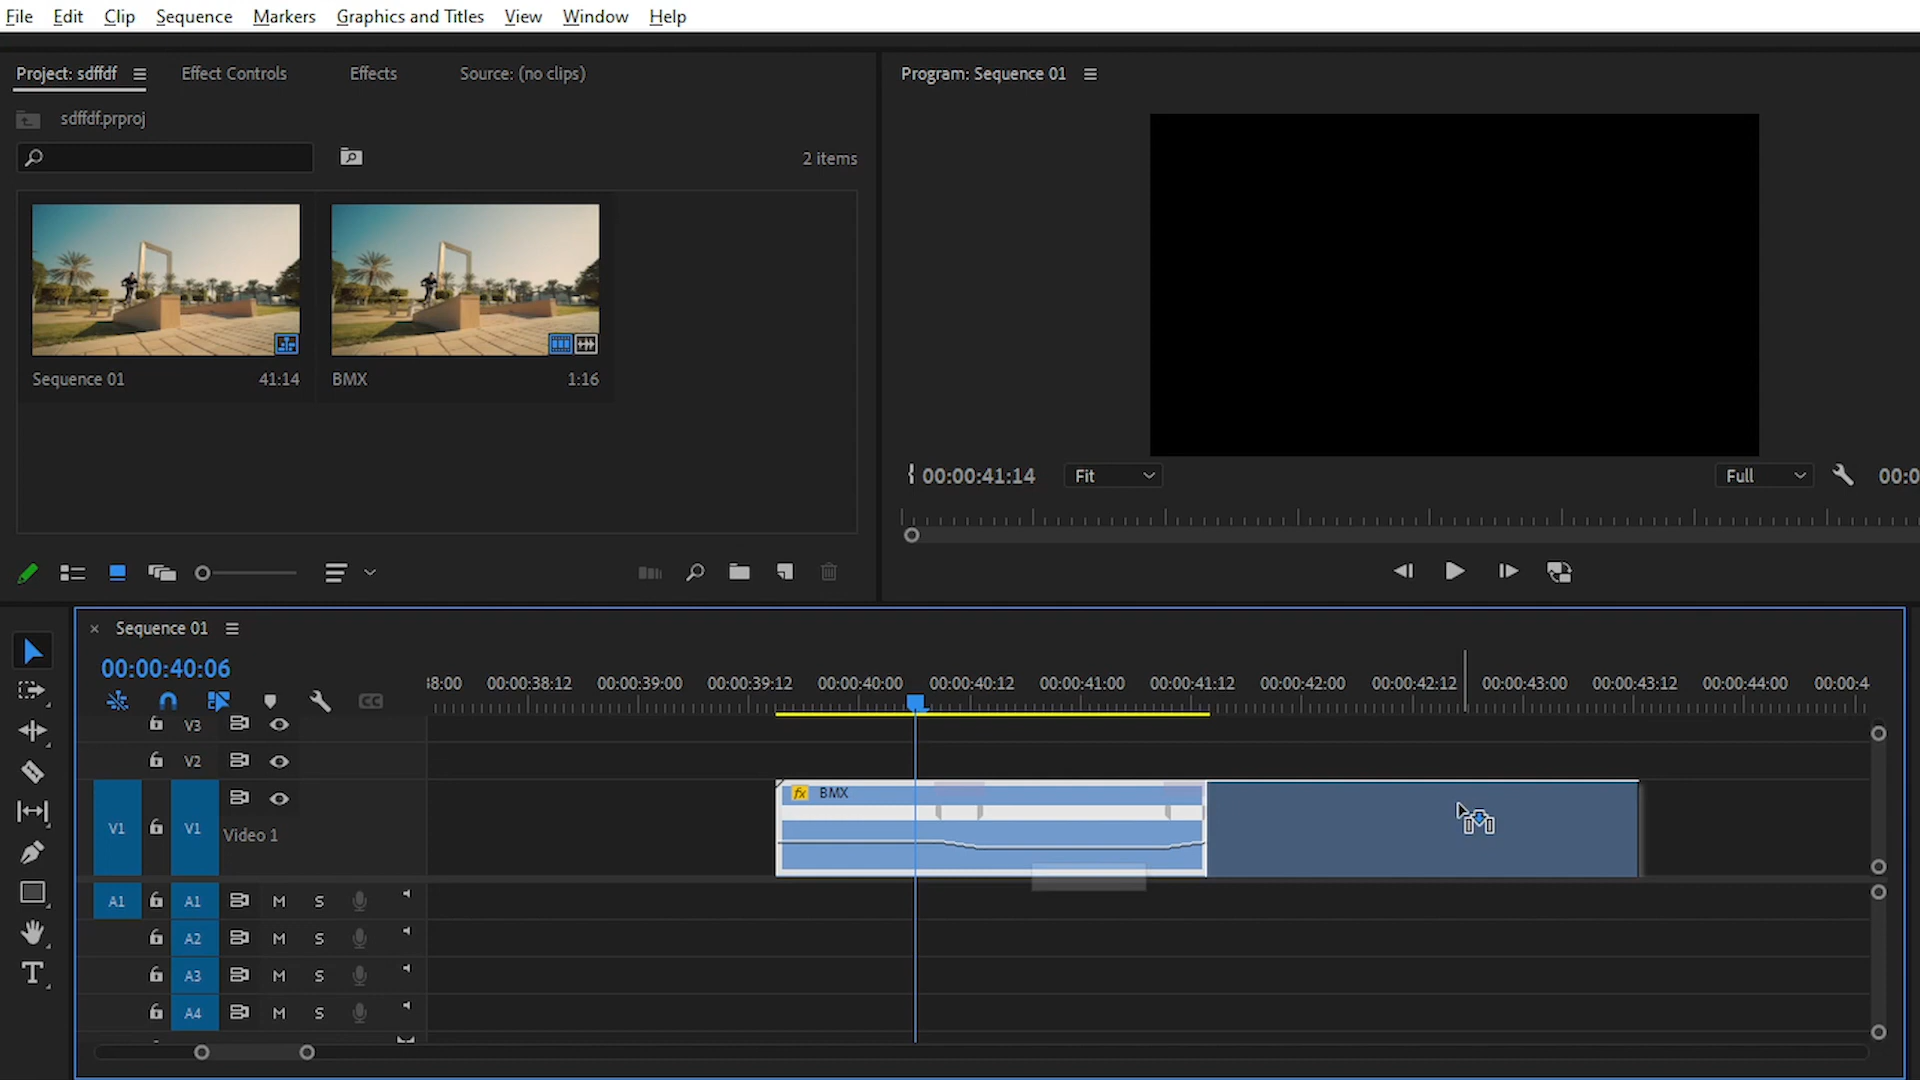 File Edit Clip Sequence Markers Graphics and Titles View Window Help
Project: sdffdf Effect Controls Effects Source: (no clips)
Program: Sequence 01
sdffdf.prproj
2 items
Sequence 01 41:14
BMX 1:16
00:00:41:14 Fit Full 00:0
Sequence 01
00:00:40:06
38:00 00:00:38:12 00:00:39:00 00:00:39:12 00:00:40:00 00:00:40:12 00:00:41:00 00:00:41:12 00:00:42:00 00:00:42:12 00:00:43:00 00:00:43:12 00:00:44:00 00:00:4
CC
V3
V2
fx BMX
V1 V1
Video 1
A1 A1 M S
A2 M S
A3 M S
A4 M S
T